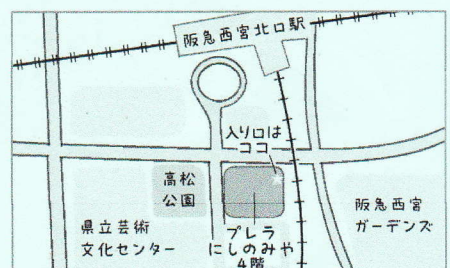 阪急西宮北口駅
入り口は
ココ
高松
公園
県立芸術
文化センター
プレラ
にしのみや
4階
阪急西宮
ガーデンズ